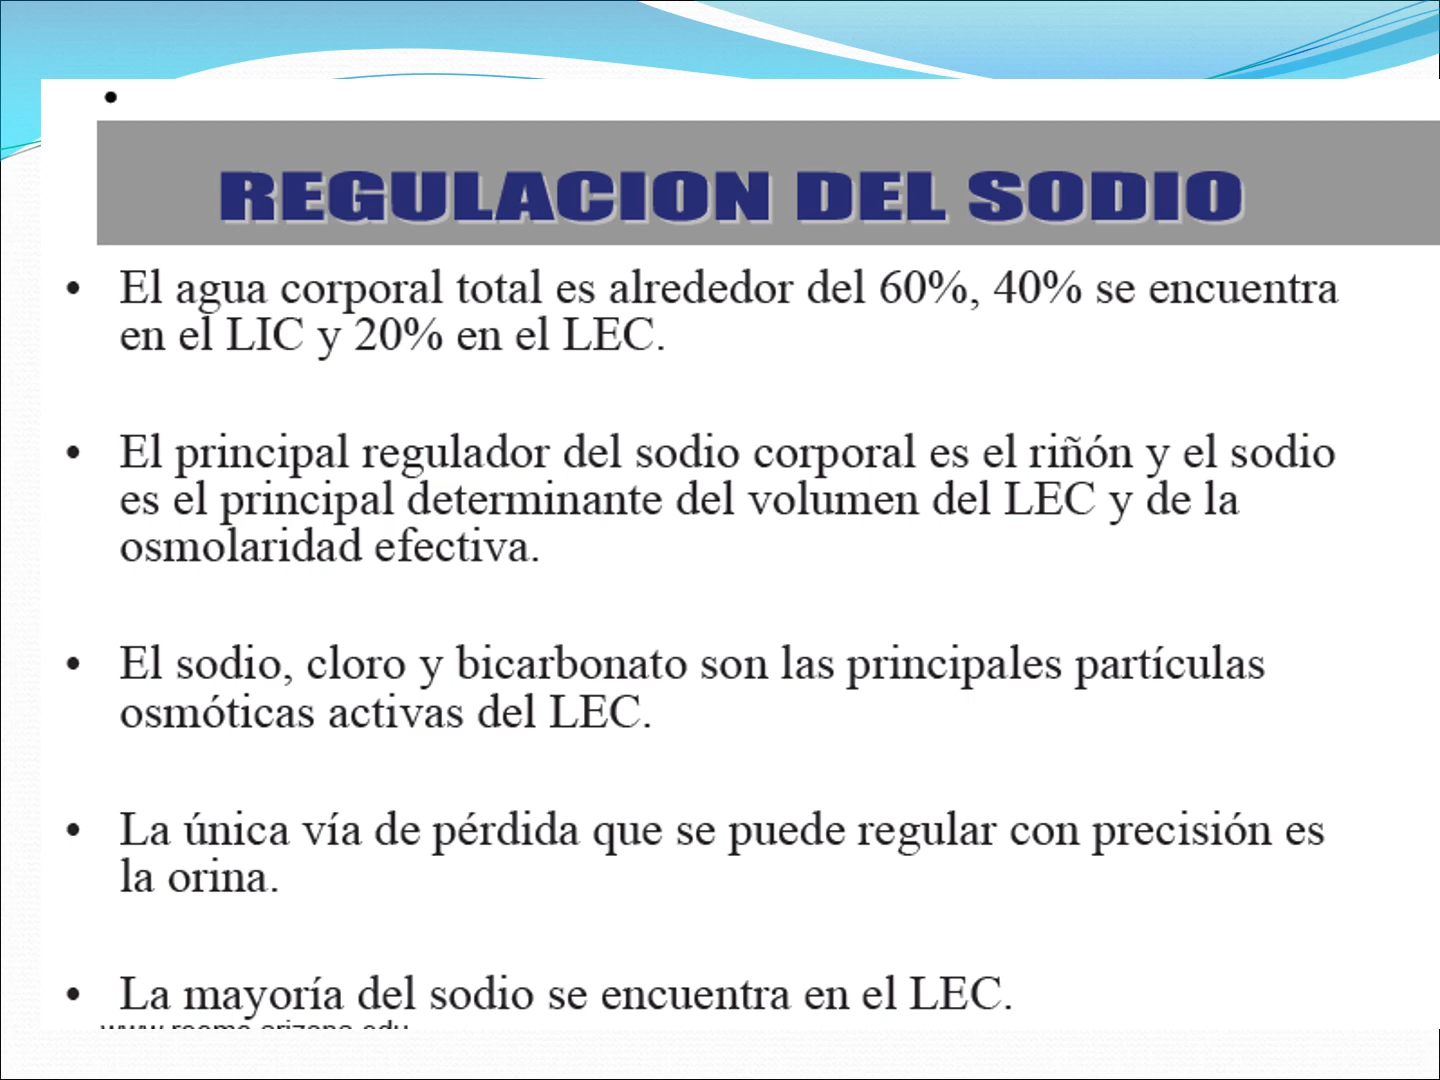 •
REGULACION DEL SODIO
• El agua corporal total es alrededor del 60%, 40% se encuentra
en el LIC y 20% en el LEC.
• El principal regulador del sodio corporal es el riñón y el sodio
es el principal determinante del volumen del LEC y de la
osmolaridad efectiva.
• El sodio, cloro y bicarbonato son las principales partículas
osmóticas activas del LEC.
• La única vía de pérdida que se puede regular con precisión es
la orina.
• La mayoría del sodio se encuentra en el LEC.